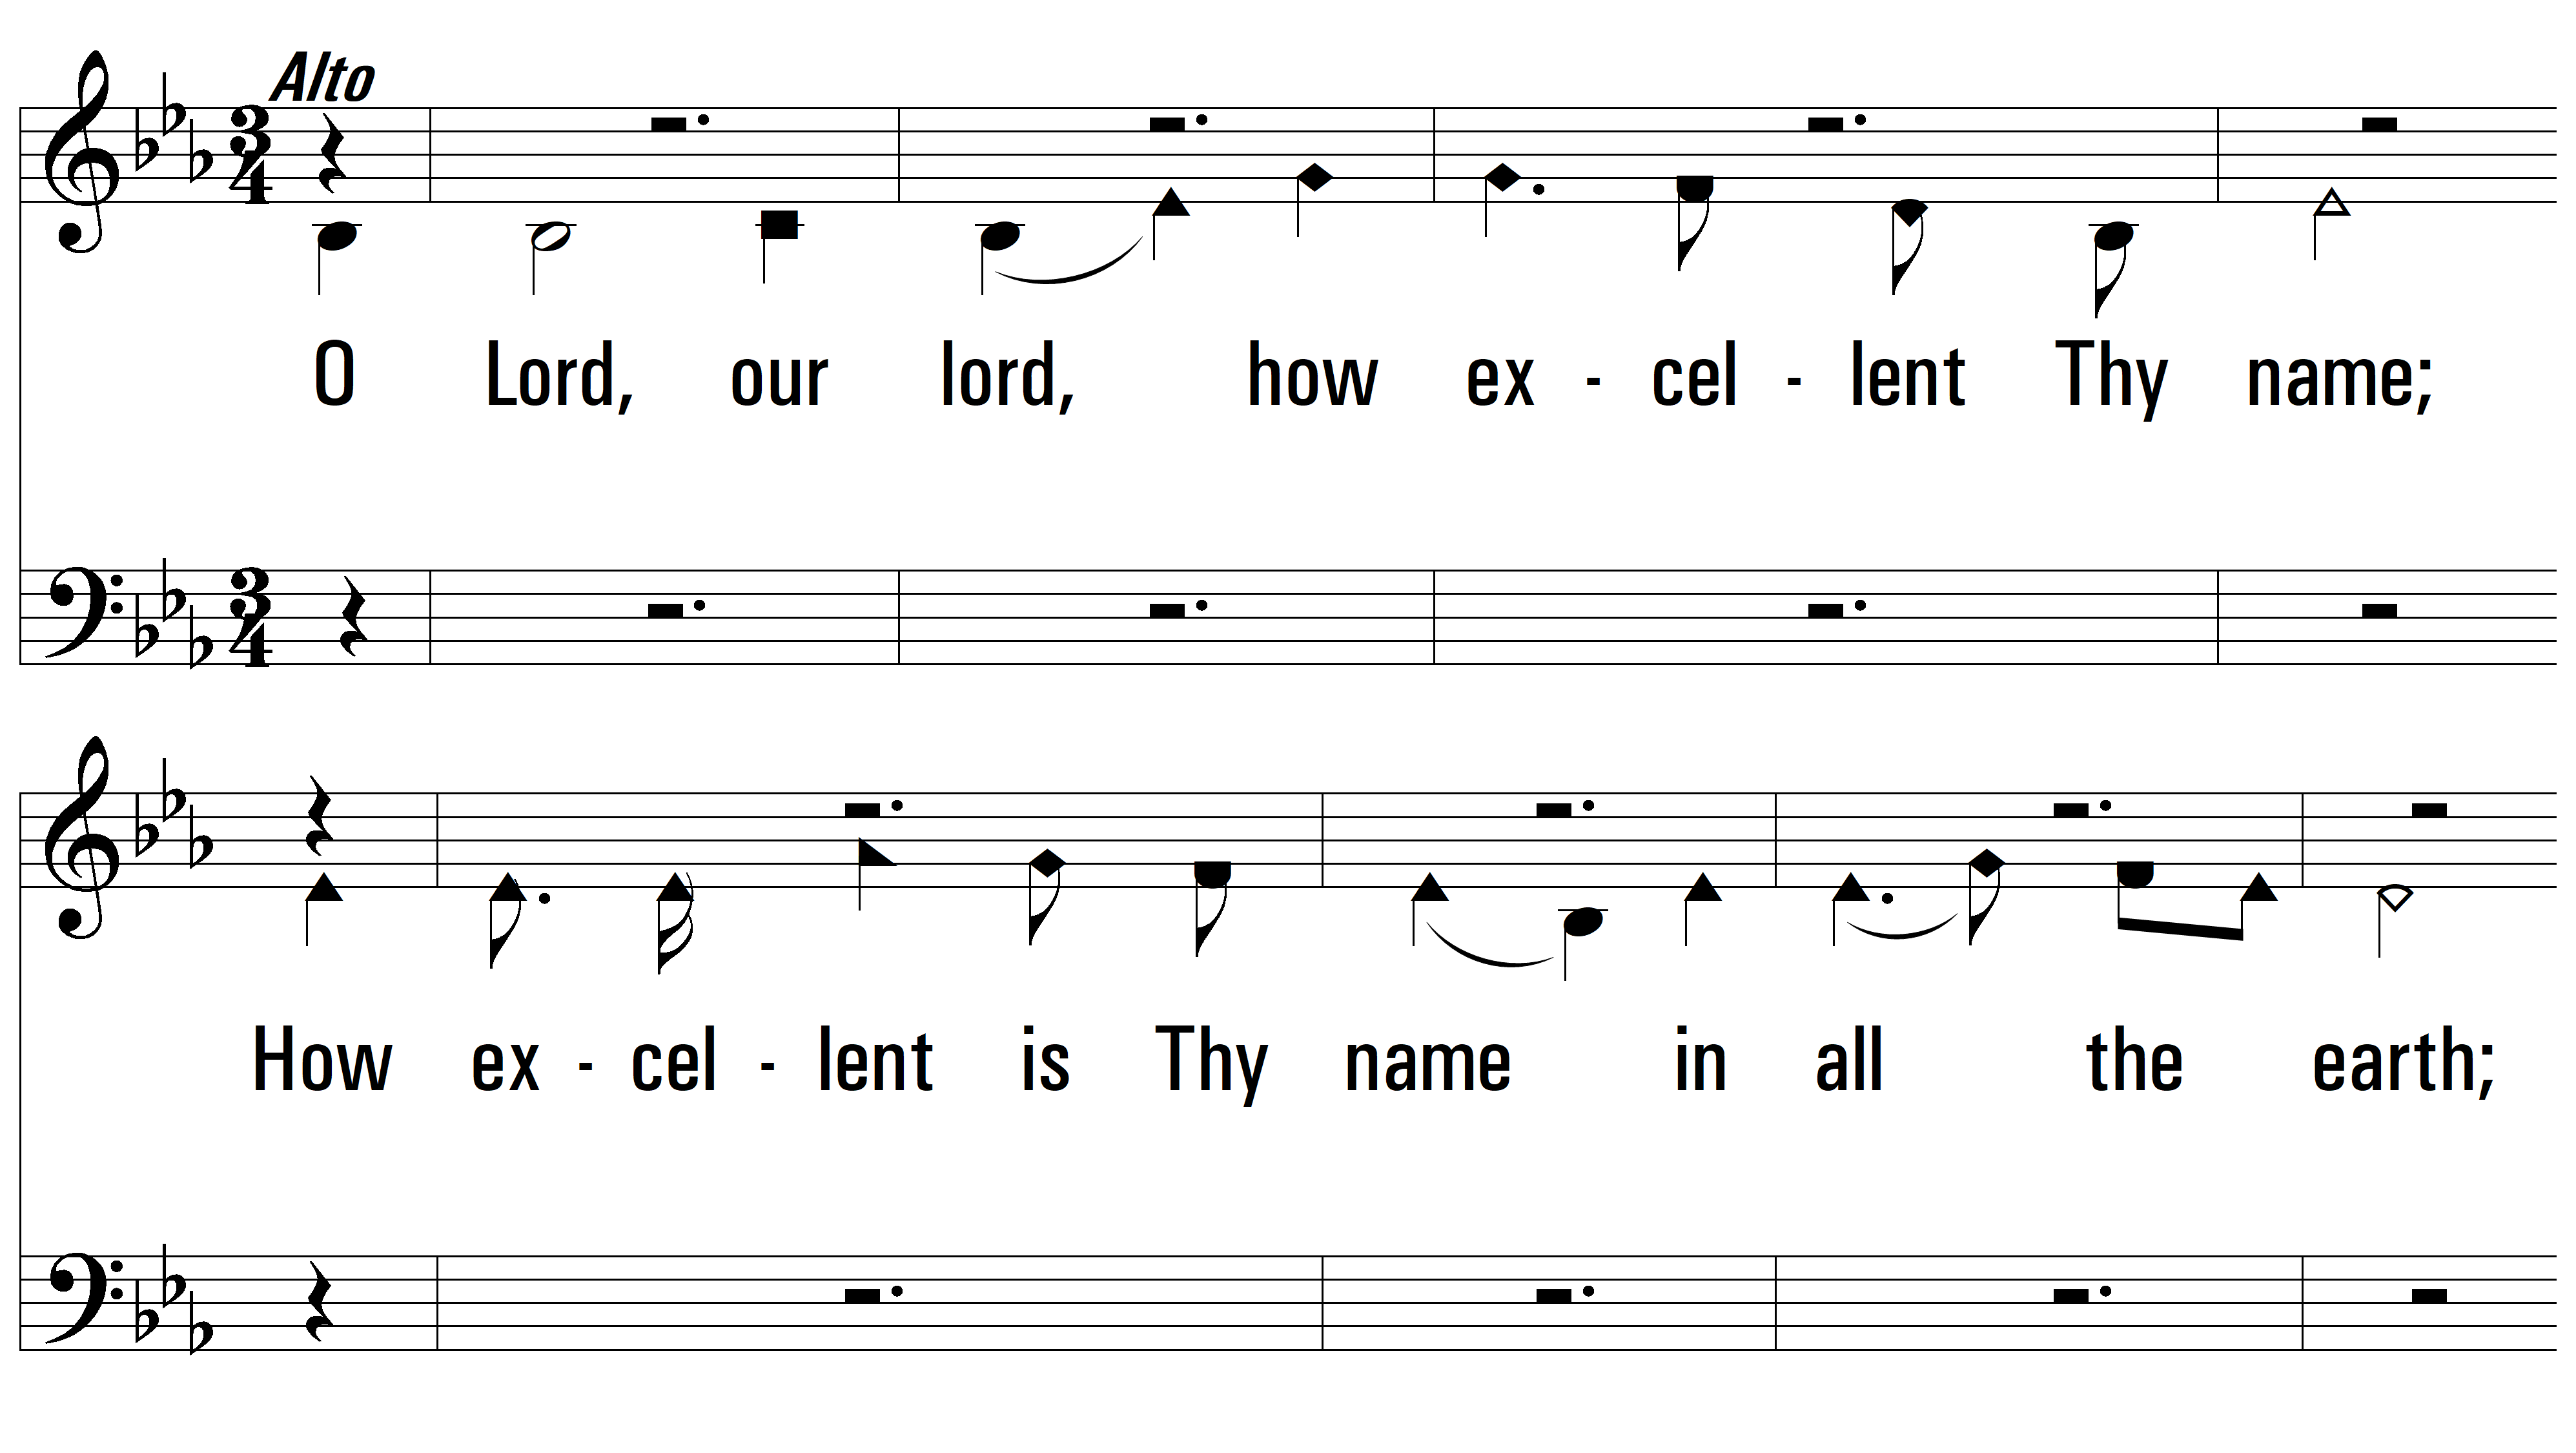 Alto
O Lord, our lord, how ex - cel - lent Thy name;
How ex - cel - lent is Thy name in all the earth;